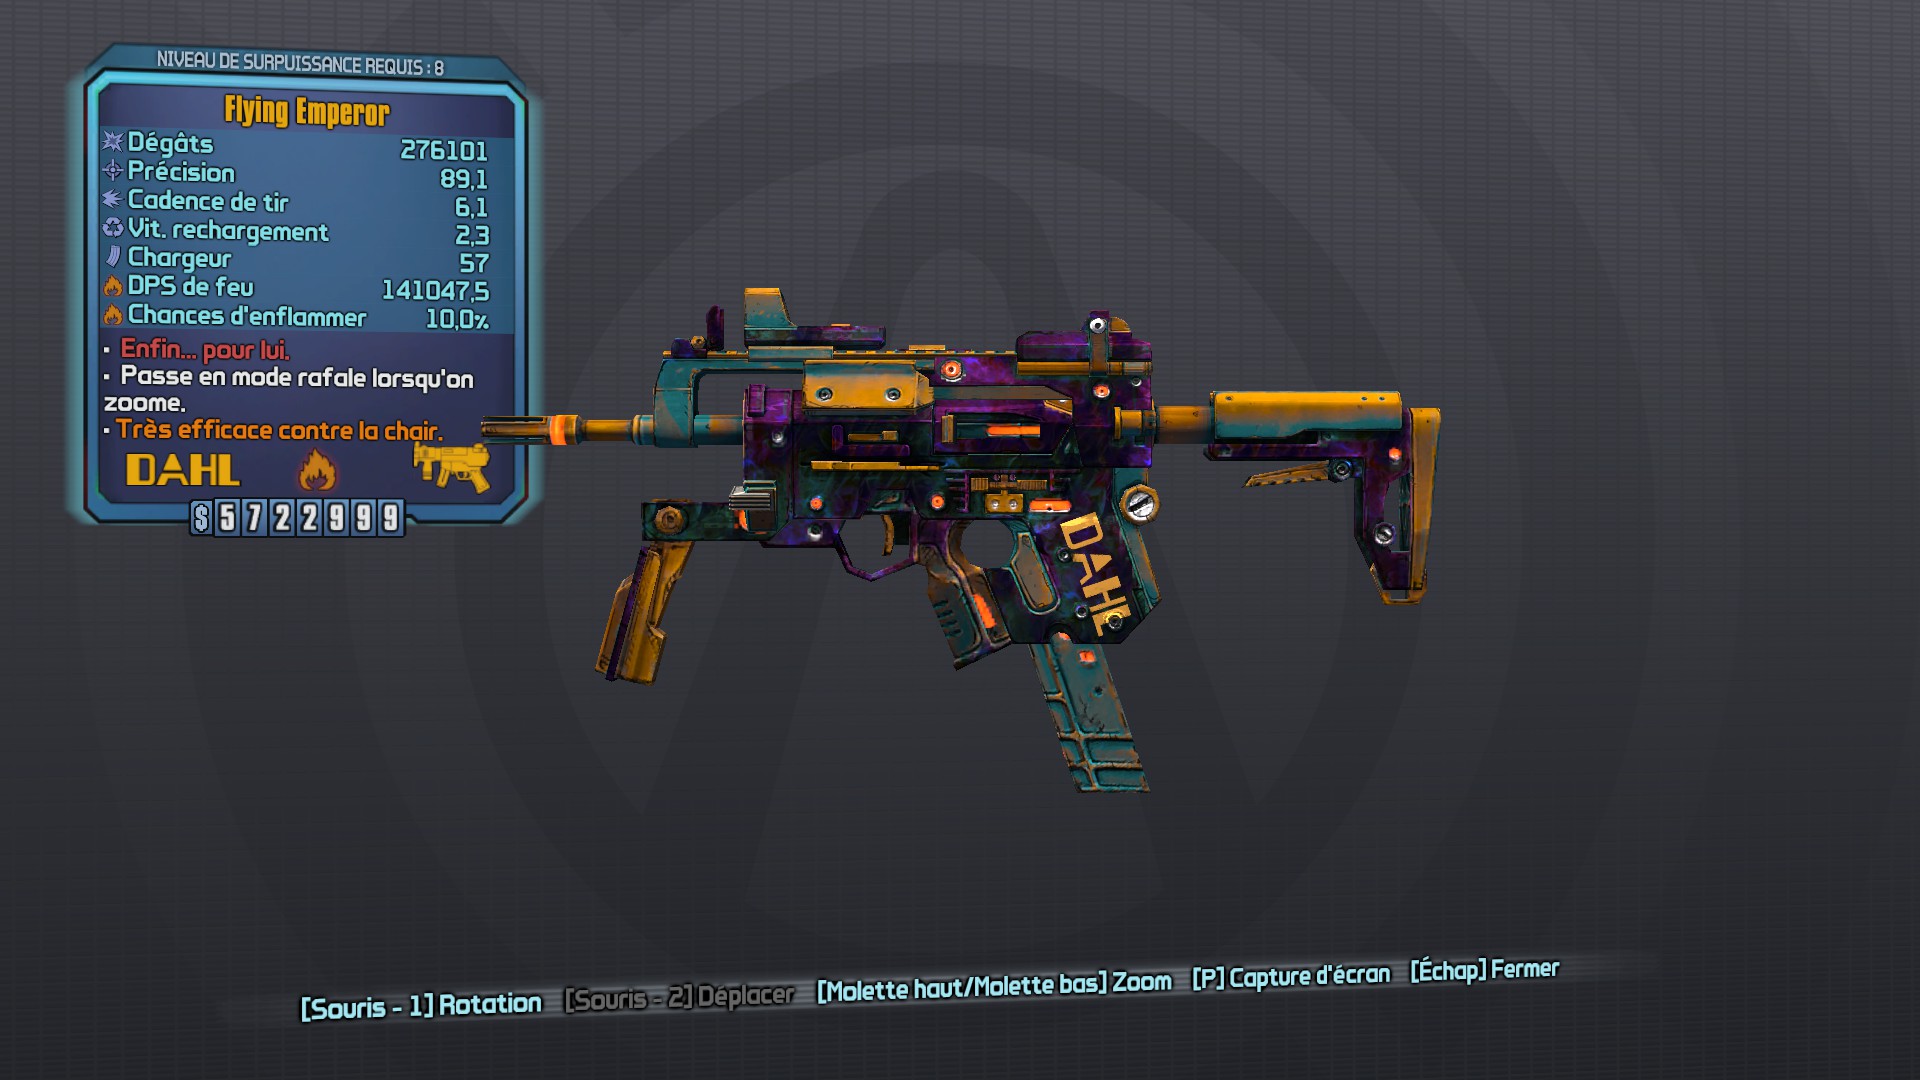 NIVEAU DE SURPUISSANCE REQUIS : 8
Flying Emperor
Dégâts 276101
Précision 89,1
Cadence de tir 6,1
Vit. rechargement 2,3
Chargeur 57
DPS de feu 141047,5
Chances d'enflammer 10,0%
• Enfin... pour lui.
• Passe en mode rafale lorsqu'on
zoome.
• Très efficace contre la chair.
DAHL
$5722999
DAHL
[Souris - 1] Rotation [Souris - 2] Déplacer [Molette haut/Molette bas] Zoom [P] Capture d'écran [Échap] Fermer